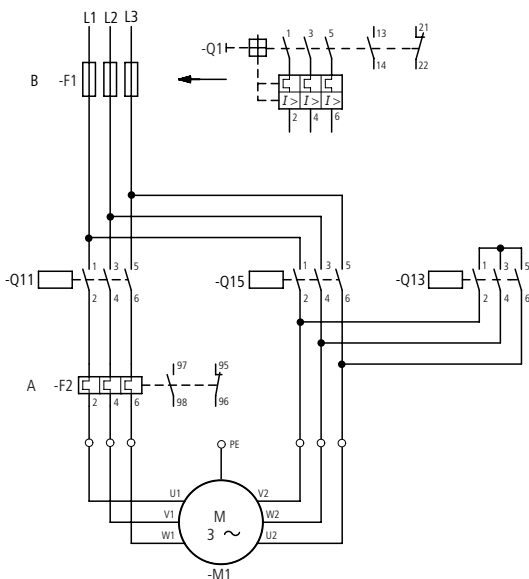 L1 L2 L3
-Q1 1 3 5 13 21
14 22
B -F1
I> I> I>
2 4 6
-Q11 1 3 5 -Q15 1 3 5 -Q13 1 3 5
2 4 6 2 4 6 2 4 6
97 95
A -F2
2 4 6 98 96
PE
U1 V2
V1 M W2
3 ~
W1 U2
-M1